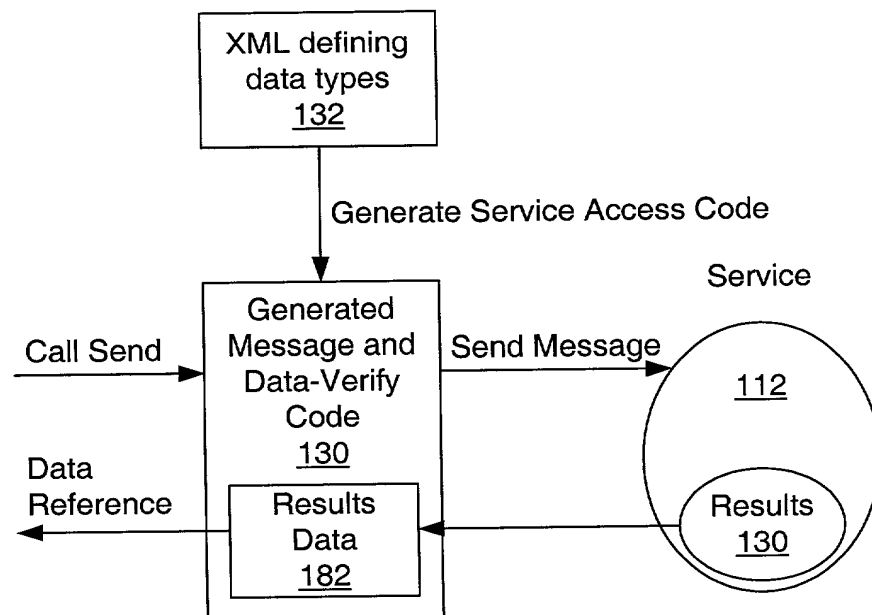 XML defining
data types
132
Generate Service Access Code
Service
Generated
Message and
Data-Verify
Code
130
Call Send
Send Message
112
Data
Reference
Results
Data
182
Results
130